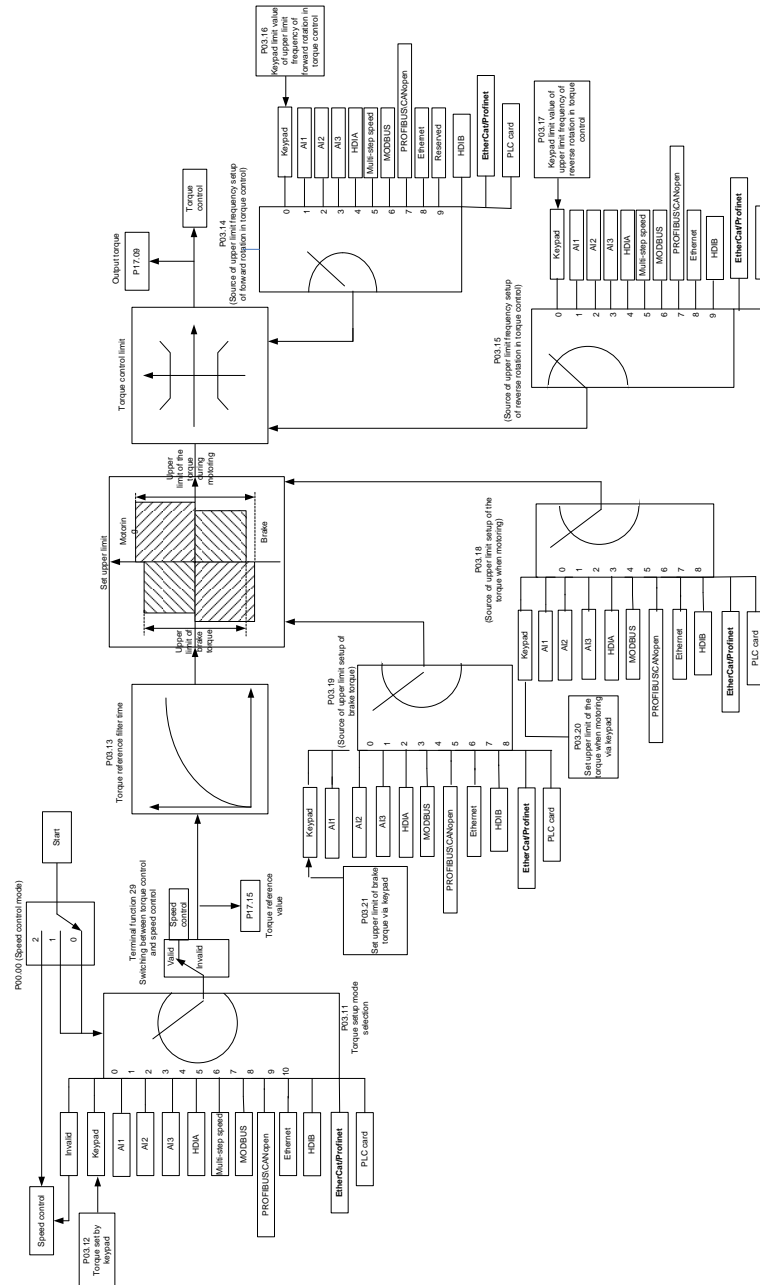 P00.00 (Speed control mode)
2
1
0
Start
Speed control
Invalid
Keypad
AI1
AI2
AI3
HDIA
Multi-step speed
MODBUS
PROFIBUS\CANopen
Ethernet
HDIB
EtherCat/Profinet
PLC card
P03.12
Torque set by
keypad
0
1
2
3
4
5
6
7
8
9
10
P03.11
Torque setup mode
selection
Terminal function 29
Switching between torque control
and speed control
Valid
Invalid
Speed
control
P17.15
Torque reference
value
P03.13
Torque reference filter time
Set upper limit
Motorin
g
Brake
Upper
limit of the
torque
during
motoring
Upper
limit of
brake
torque
Torque control limit
Output torque
P17.09
Torque
control
P03.21
Set upper limit of brake
torque via keypad
Keypad
AI1
AI2
AI3
HDIA
MODBUS
PROFIBUS\CANopen
Ethernet
HDIB
EtherCat/Profinet
PLC card
0
1
2
3
4
5
6
7
8
P03.19
(Source of upper limit setup of
brake torque)
P03.20
Set upper limit of the
torque when motoring
via keypad
Keypad
AI1
AI2
AI3
HDIA
MODBUS
PROFIBUS\CANopen
Ethernet
HDIB
EtherCat/Profinet
PLC card
0
1
2
3
4
5
6
7
8
P03.18
(Source of upper limit setup of the
torque when motoring)
P03.14
(Source of upper limit frequency setup
of forward rotation in torque control)
0
1
2
3
4
5
6
7
8
9
Keypad
AI1
AI2
AI3
HDIA
Multi-step speed
MODBUS
PROFIBUS\CANopen
Ethernet
Reserved
HDIB
EtherCat/Profinet
PLC card
P03.16
Keypad limit value
of upper limit
frequency of
forward rotation in
torque control
P03.15
(Source of upper limit frequency setup
of reverse rotation in torque control)
0
1
2
3
4
5
6
7
8
9
Keypad
AI1
AI2
AI3
HDIA
Multi-step speed
MODBUS
PROFIBUS\CANopen
Ethernet
HDIB
EtherCat/Profinet
P03.17
Keypad limit value of
upper limit frequency of
reverse rotation in torque
control